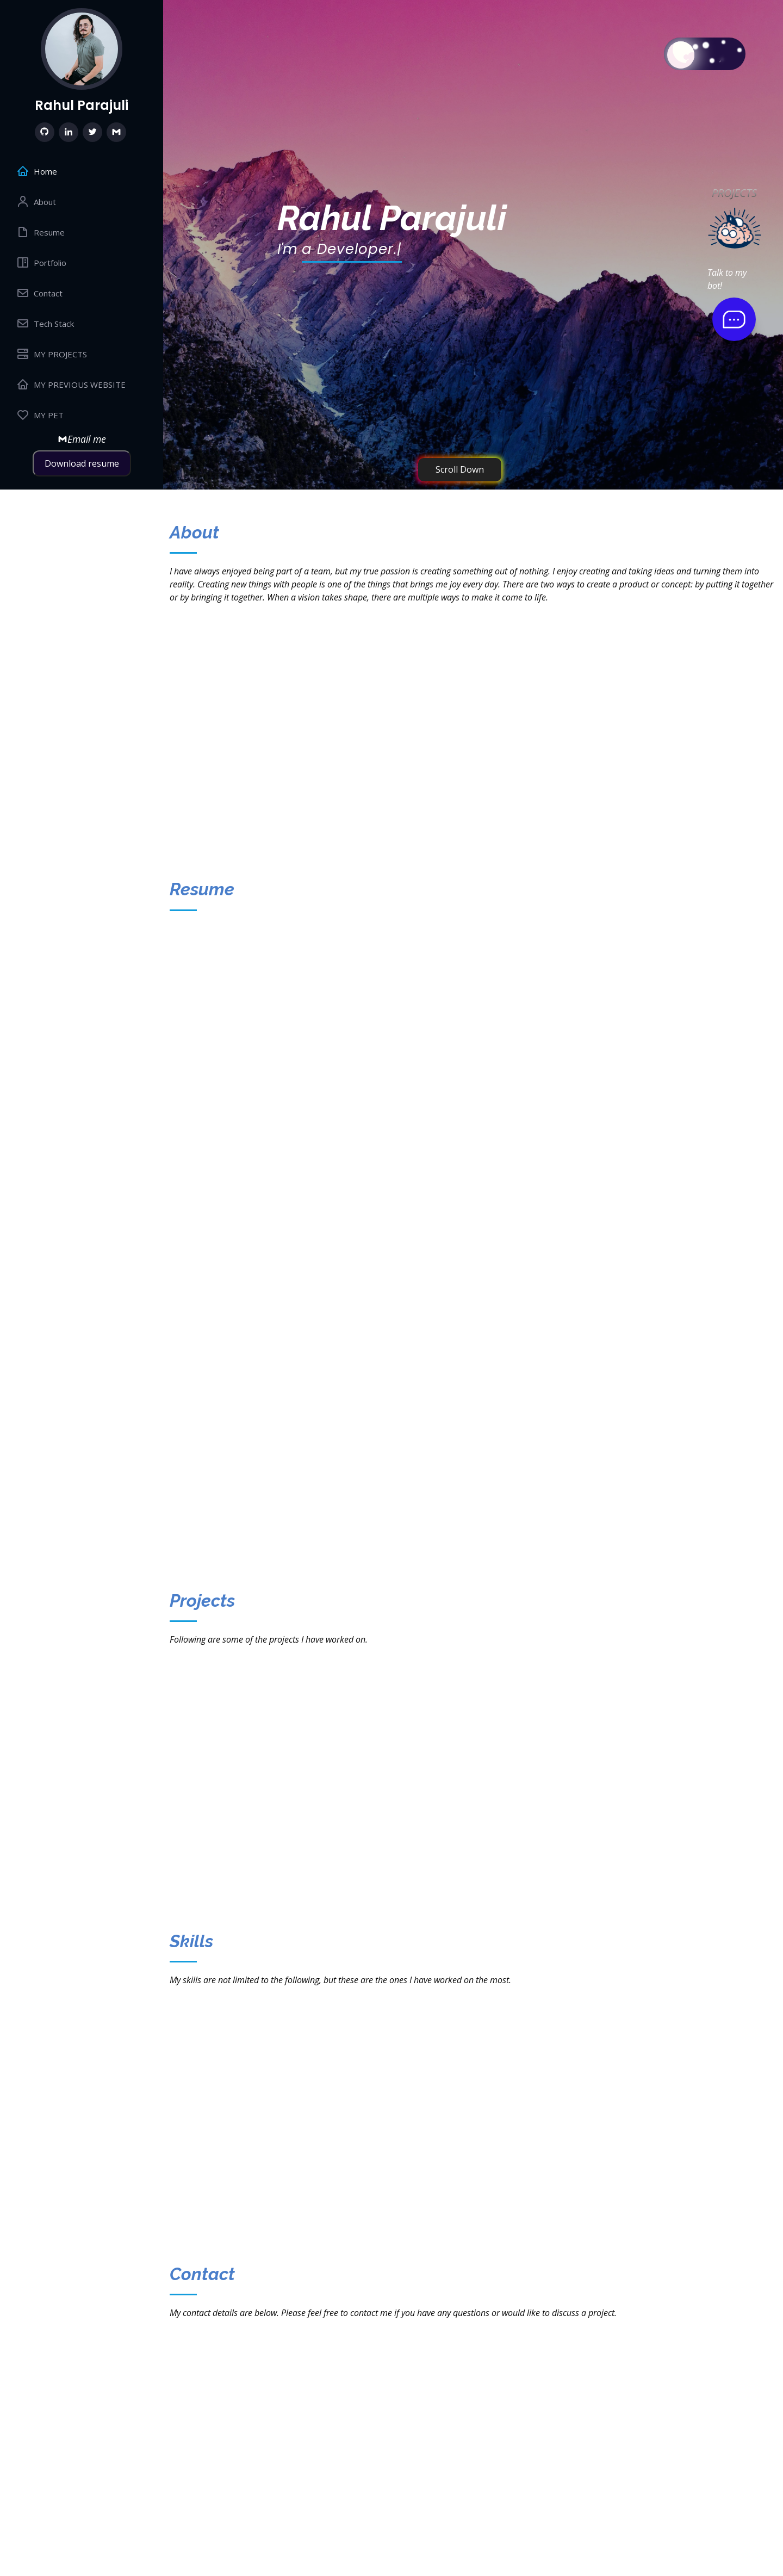 Rahul Parajuli
Home
About
Resume
Portfolio
Contact
Tech Stack
MY PROJECTS
MY PREVIOUS WEBSITE
MY PET
Email me
Download resume
Rahul Parajuli
I'm a Developer.|
PROJECTS
Talk to my
bot!
Scroll Down
About
I have always enjoyed being part of a team, but my true passion is creating something out of nothing. I enjoy creating and taking ideas and turning them into
reality. Creating new things with people is one of the things that brings me joy every day. There are two ways to create a product or concept: by putting it together
or by bringing it together. When a vision takes shape, there are multiple ways to make it come to life.
Resume
Projects
Following are some of the projects I have worked on.
Skills
My skills are not limited to the following, but these are the ones I have worked on the most.
Contact
My contact details are below. Please feel free to contact me if you have any questions or would like to discuss a project.